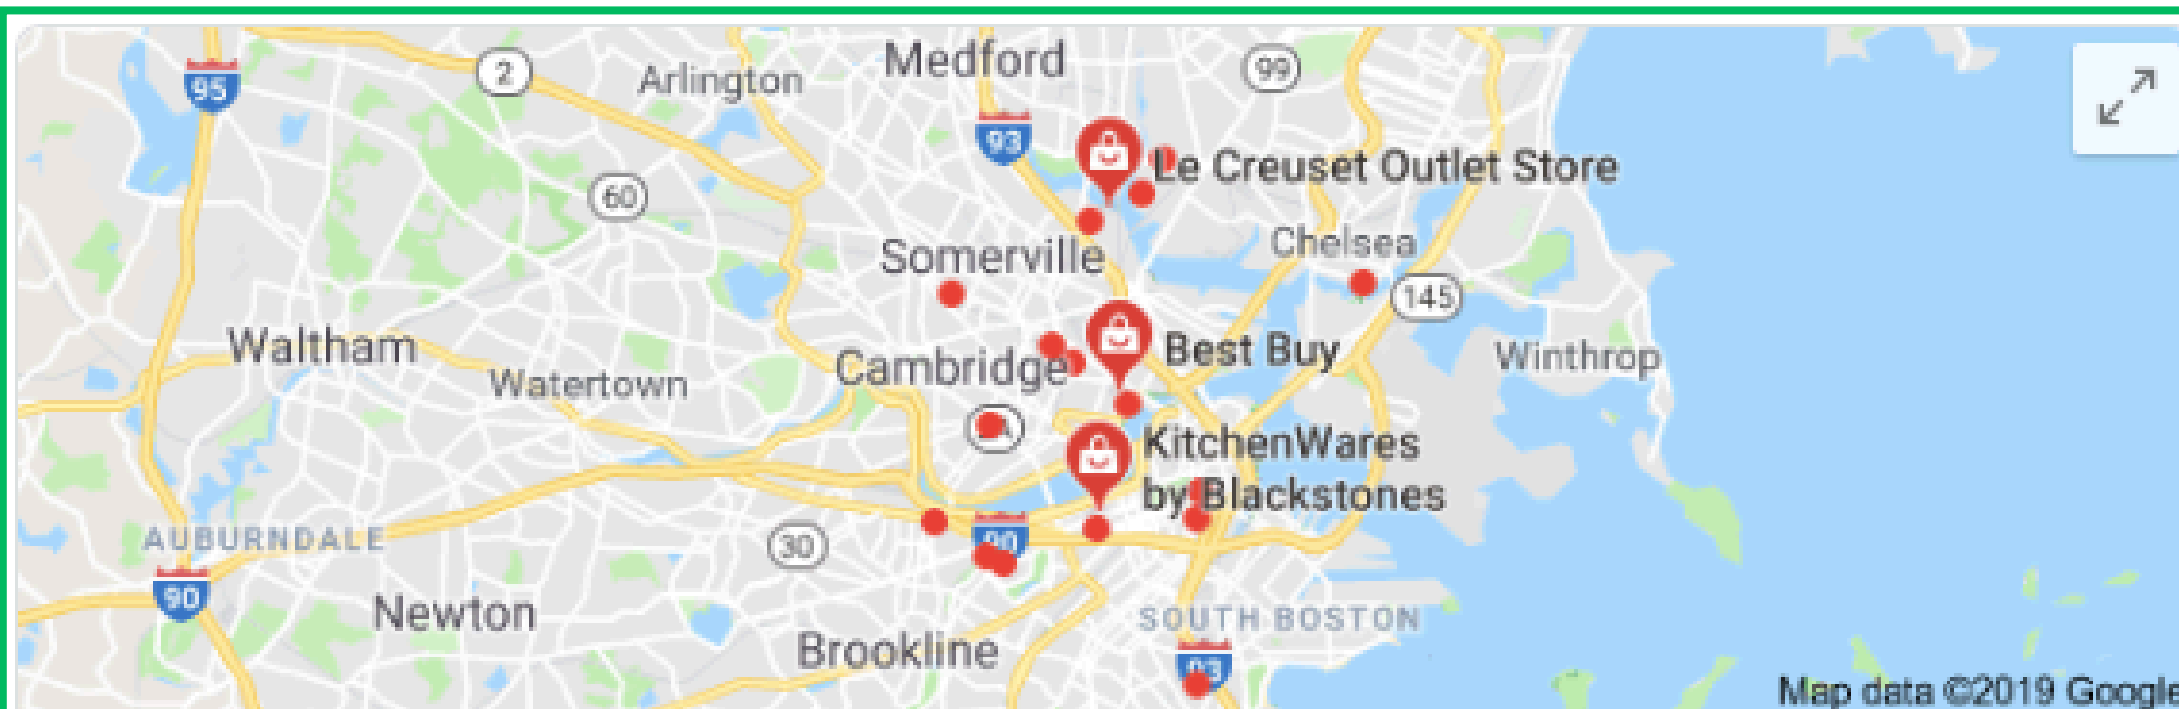 95
2
Arlington
Medford
99
93
Le Creuset Outlet Store
60
Somerville
Chelsea
145
Waltham
Watertown
Cambridge
Best Buy
Winthrop
KitchenWares
by Blackstones
AUBURNDALE
30
90
90
Newton
Brookline
SOUTH BOSTON
93
Map data ©2019 Google